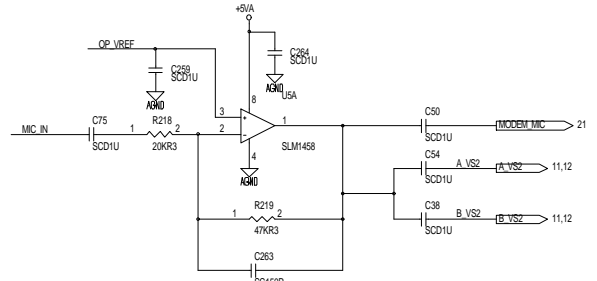 +5VA
OP_VREF
C264
SCD1U
C259
SCD1U
AGND
AGND
U5A
8
C75
R218
3
+
C50
MIC_IN
1
2
2
-
1
MODEM_MIC
21
SCD1U
20KR3
4
SLM1458
SCD1U
C54
A_VS2
A_VS2
11,12
AGND
SCD1U
R219
C38
B_VS2
B_VS2
11,12
1
2
SCD1U
47KR3
C263